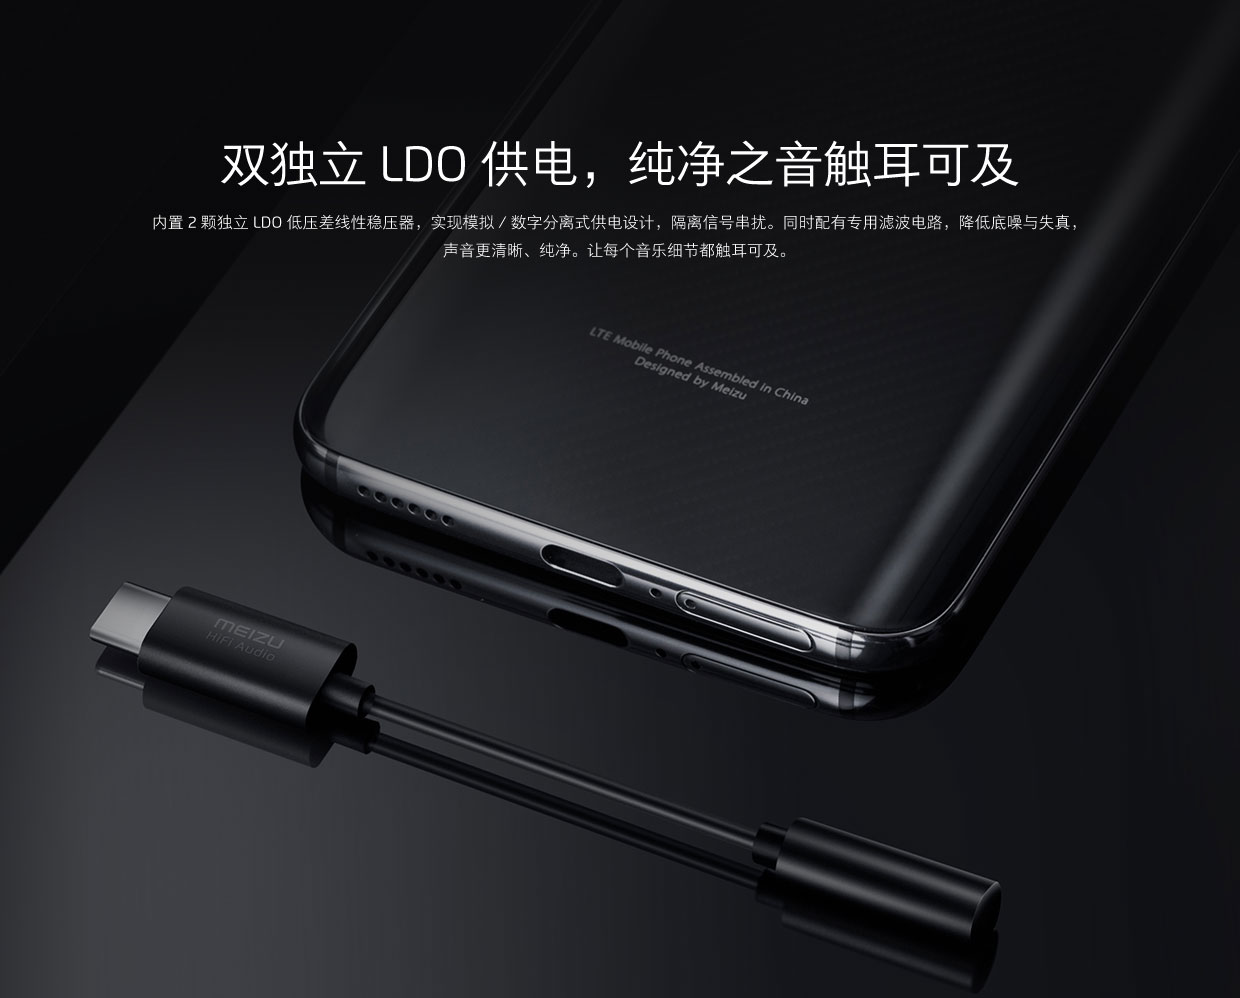 双独立 LDO 供电，纯净之音触耳可及
内置 2 颗独立 LDO 低压差线性稳压器，实现模拟 / 数字分离式供电设计，隔离信号串扰。同时配有专用滤波电路，降低底噪与失真，
声音更清晰、纯净。让每个音乐细节都触耳可及。
LTE Mobile Phone Assembled in China
Designed by Meizu
MEIZU
HiFi Audio